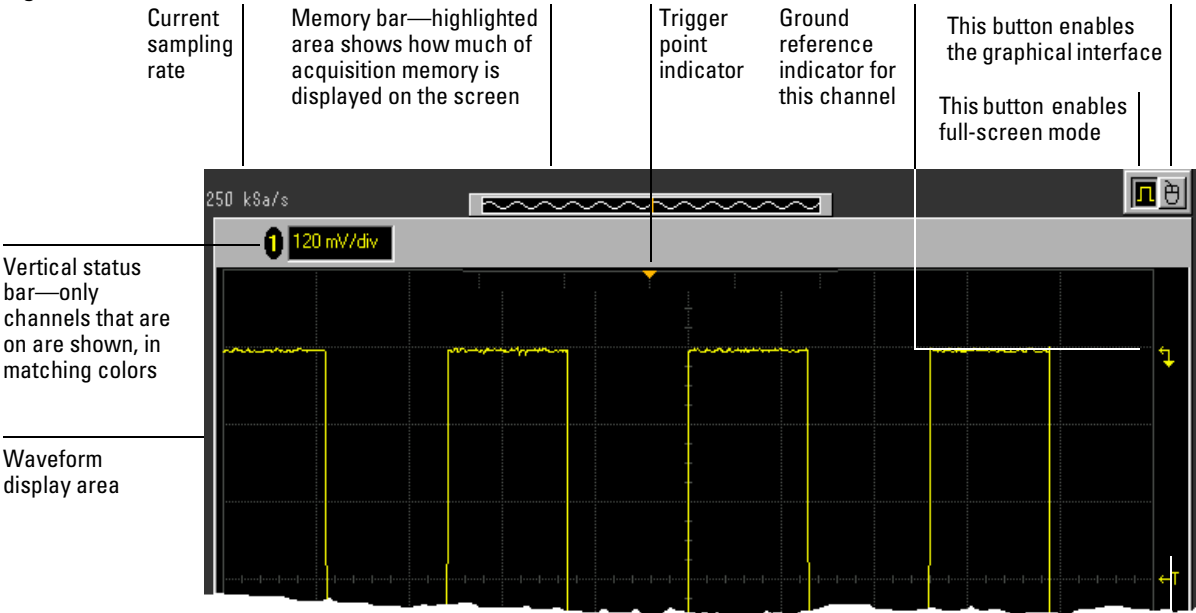 Current
sampling
rate
Memory bar—highlighted
area shows how much of
acquisition memory is
displayed on the screen
Trigger
point
indicator
Ground
reference
indicator for
this channel
This button enables
the graphical interface
This button enables
full-screen mode
250 kSa/s
1 120 mV/div
Vertical status
bar—only
channels that are
on are shown, in
matching colors
Waveform
display area
T